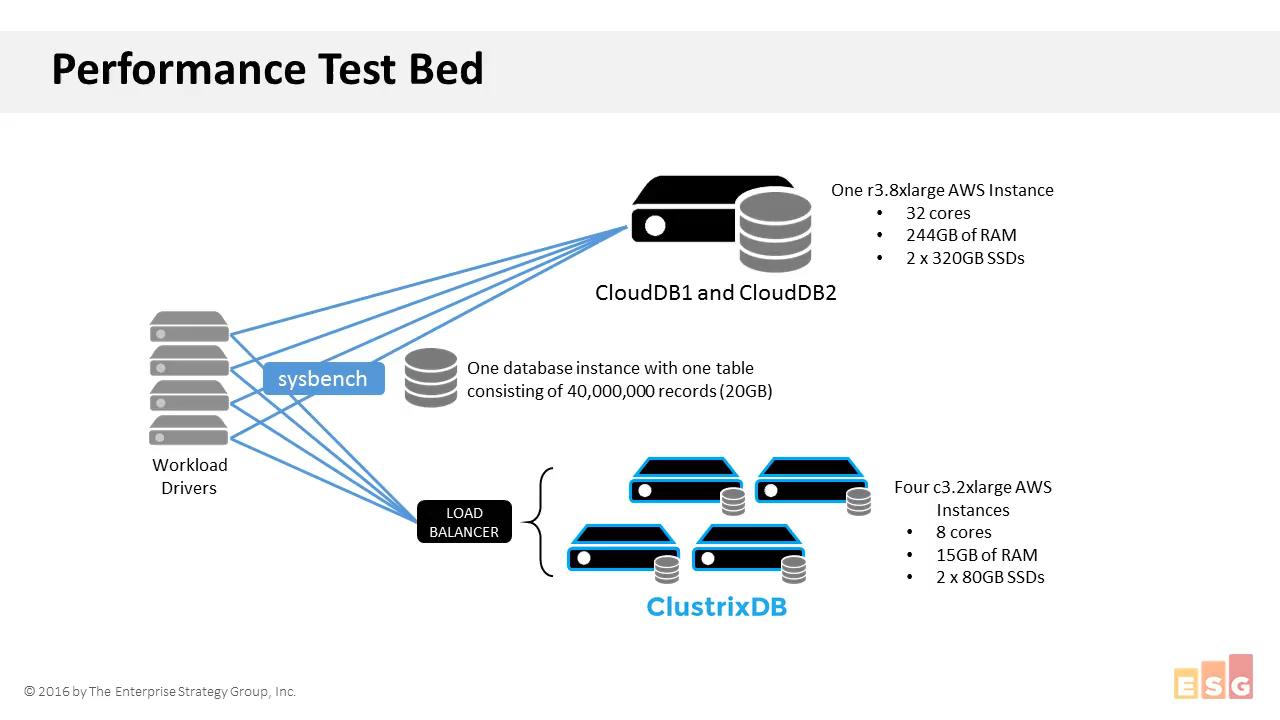 Performance Test Bed
One r3.8xlarge AWS Instance
• 32 cores
• 244GB of RAM
• 2 x 320GB SSDs
CloudDB1 and CloudDB2
sysbench
One database instance with one table
consisting of 40,000,000 records (20GB)
Workload
Drivers
LOAD
BALANCER
Four c3.2xlarge AWS
Instances
• 8 cores
• 15GB of RAM
• 2 x 80GB SSDs
ClustrixDB
© 2016 by The Enterprise Strategy Group, Inc.
ESG